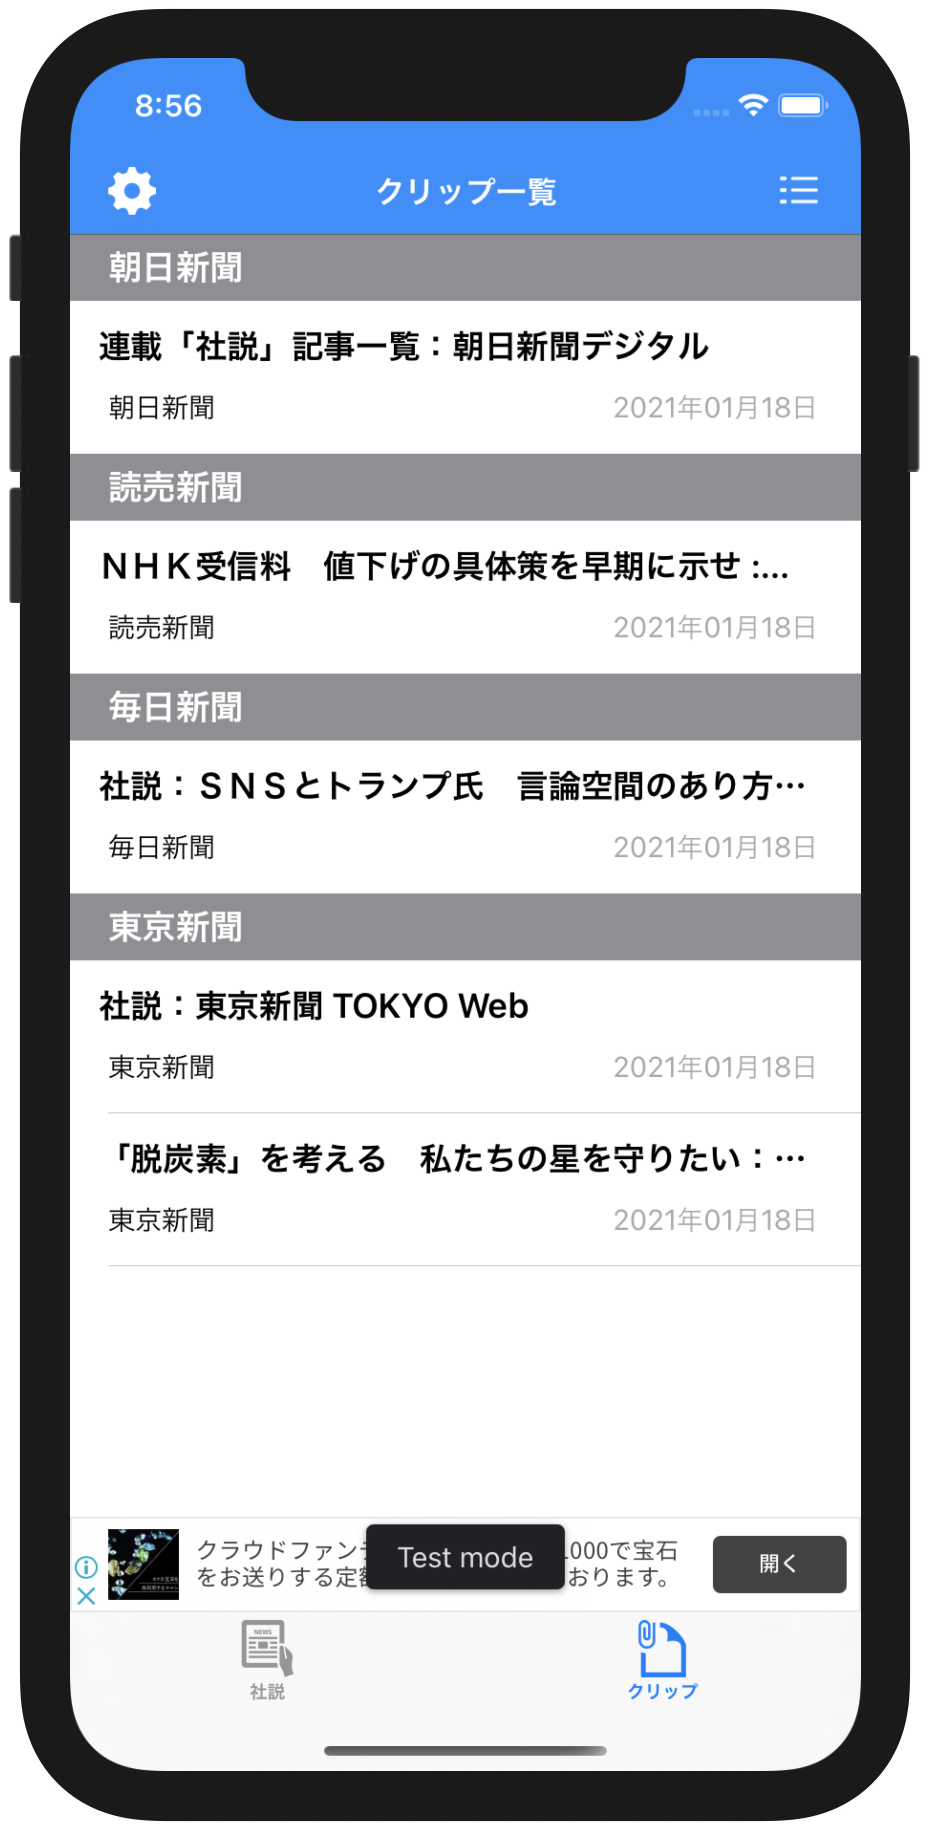 8:56
クリップ一覧
朝日新聞
連載「社説」記事一覧：朝日新聞デジタル
朝日新聞 2021年01月18日
読売新聞
ＮＨＫ受信料　値下げの具体策を早期に示せ :...
読売新聞 2021年01月18日
毎日新聞
社説：ＳＮＳとトランプ氏　言論空間のあり方…
毎日新聞 2021年01月18日
東京新聞
社説：東京新聞 TOKYO Web
東京新聞 2021年01月18日
「脱炭素」を考える　私たちの星を守りたい：…
東京新聞 2021年01月18日
クラウドファン 1000で宝石
をお送りする定 おります。
Test mode
開く
NEWS
社説
クリップ